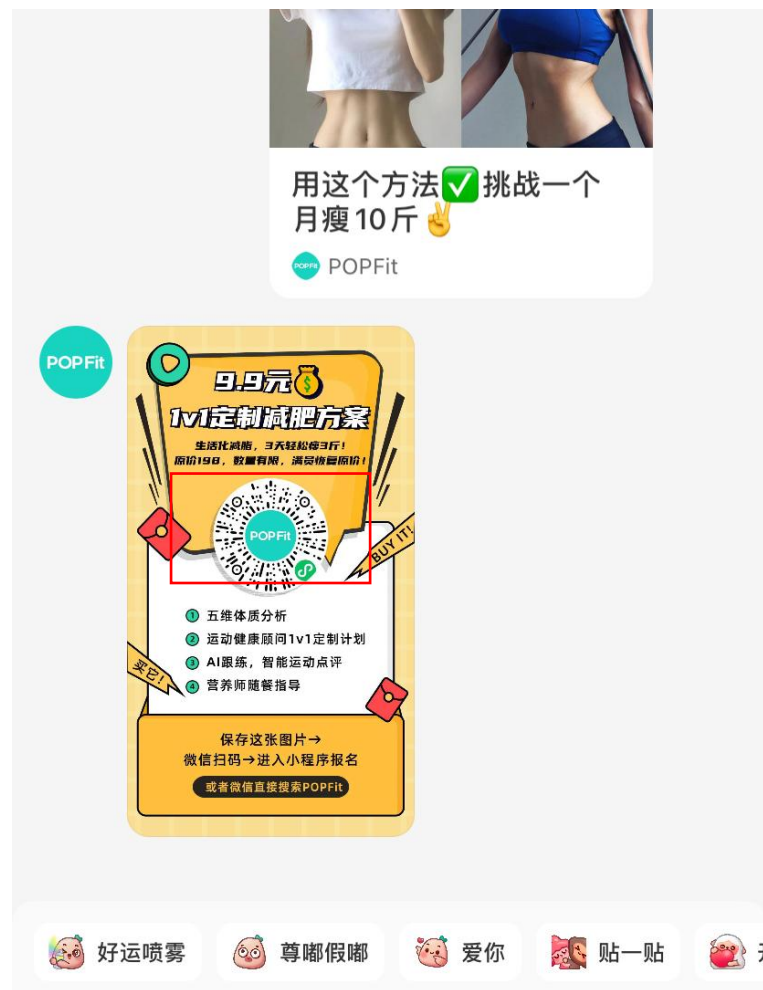 用这个方法✅挑战一个
月瘦10斤✌
POPFit
POPFit
POPFit
9.9元
1v1定制减肥方案
生活化减脂，3天轻松瘦3斤！
原价198，数量有限，满员恢复原价！
POPFit
BUY IT!
1 五维体质分析
2 运动健康顾问1v1定制计划
3 AI跟练，智能运动点评
4 营养师随餐指导
买它！
保存这张图片→
微信扫码→进入小程序报名
或者微信直接搜索POPFit
好运喷雾
尊嘟假嘟
爱你
贴一贴